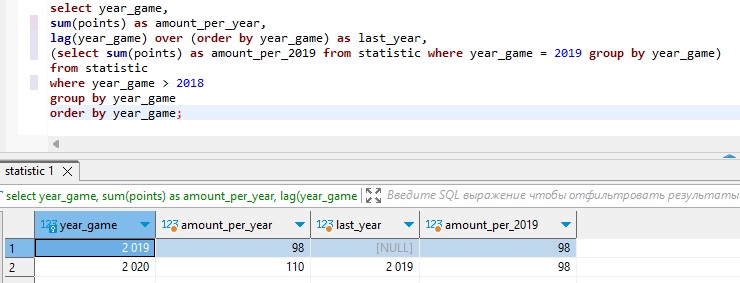 select year_game,
sum(points) as amount_per_year,
lag(year_game) over (order by year_game) as last_year,
(select sum(points) as amount_per_2019 from statistic where year_game = 2019 group by year_game)
from statistic
where year_game > 2018
group by year_game
order by year_game;
statistic 1
select year_game, sum(points) as amount_per_year, lag(year_game Введите SQL выражение чтобы отфильтровать результаты
123 year_game 123 amount_per_year 123 last_year 123 amount_per_2019
1 2 019 98 [NULL] 98
2 2 020 110 2 019 98